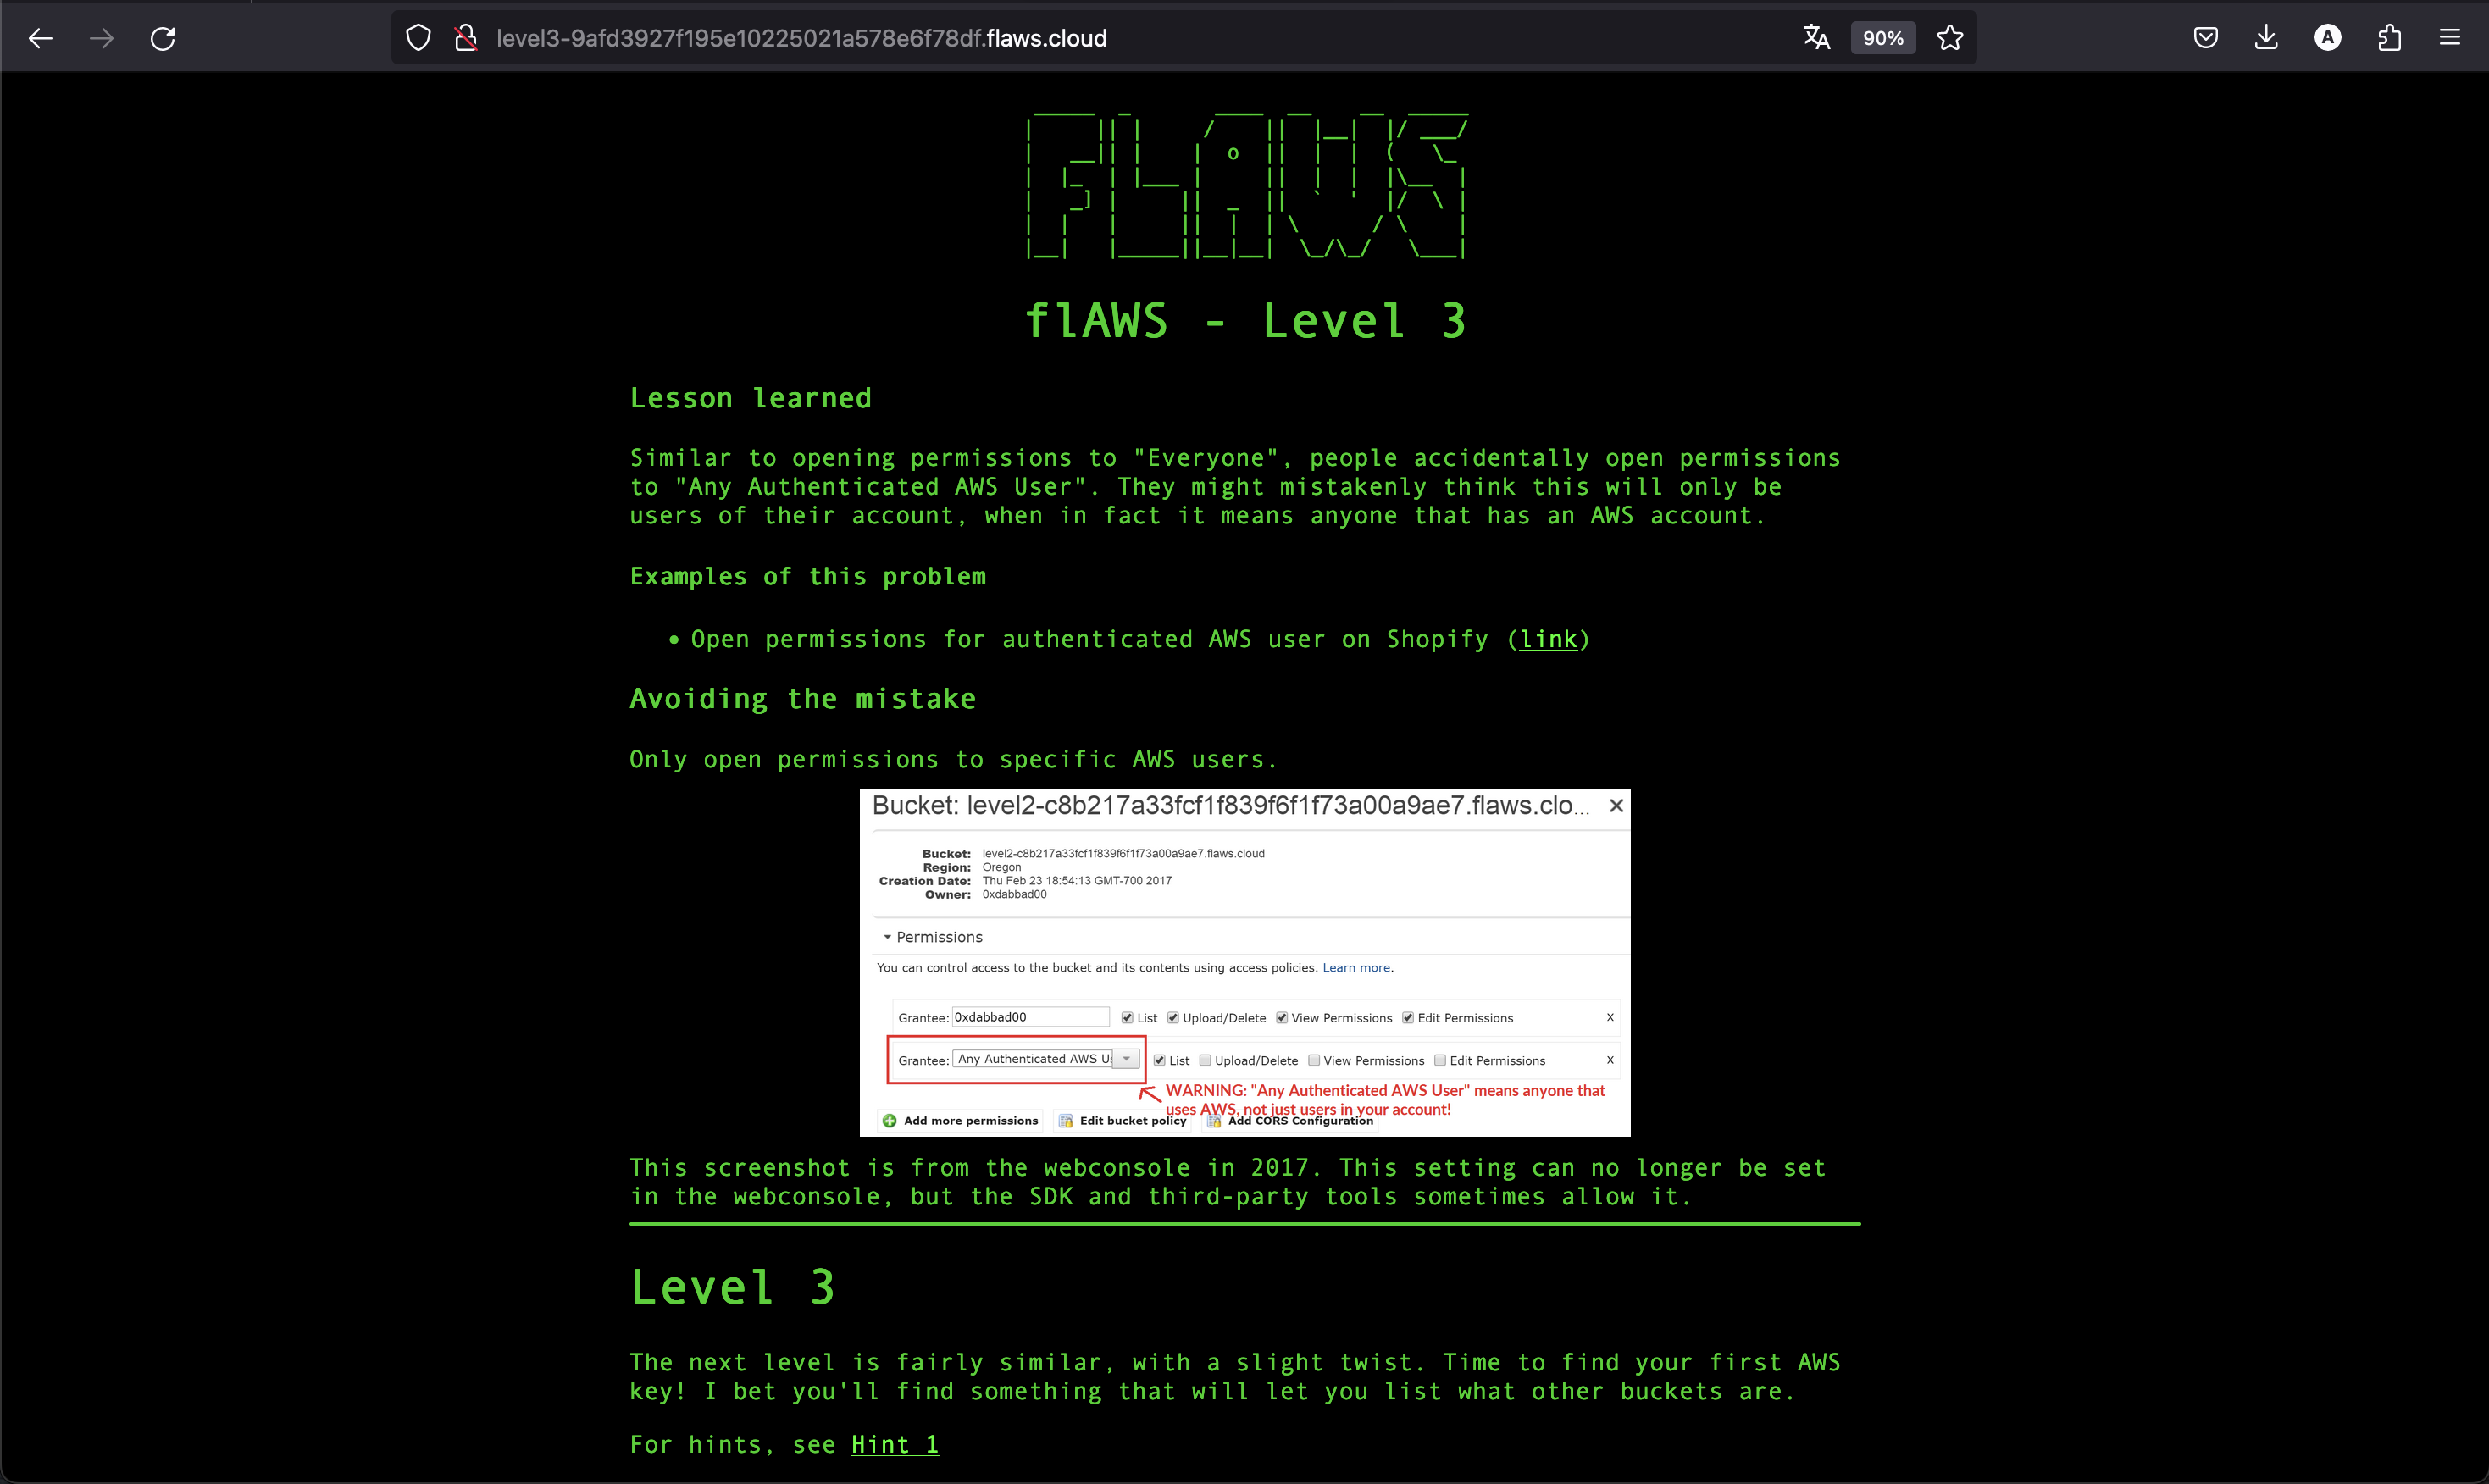 level3-9afd3927f195e10225021a578e6f78df.flaws.cloud
90%
A
flAWS - Level 3
Lesson learned
Similar to opening permissions to "Everyone", people accidentally open permissions
to "Any Authenticated AWS User". They might mistakenly think this will only be
users of their account, when in fact it means anyone that has an AWS account.
Examples of this problem
• Open permissions for authenticated AWS user on Shopify (link)
Avoiding the mistake
Only open permissions to specific AWS users.
Bucket: level2-c8b217a33fcf1f839f6f1f73a00a9ae7.flaws.clo...
Bucket: level2-c8b217a33fcf1f839f6f1f73a00a9ae7.flaws.cloud
Region: Oregon
Creation Date: Thu Feb 23 18:54:13 GMT-700 2017
Owner: 0xdabbad00
Permissions
You can control access to the bucket and its contents using access policies. Learn more.
Grantee: 0xdabbad00 List Upload/Delete View Permissions Edit Permissions x
Grantee: Any Authenticated AWS Us List Upload/Delete View Permissions Edit Permissions x
WARNING: "Any Authenticated AWS User" means anyone that
uses AWS, not just users in your account!
Add more permissions Edit bucket policy Add CORS Configuration
This screenshot is from the webconsole in 2017. This setting can no longer be set
in the webconsole, but the SDK and third-party tools sometimes allow it.
Level 3
The next level is fairly similar, with a slight twist. Time to find your first AWS
key! I bet you'll find something that will let you list what other buckets are.
For hints, see Hint 1